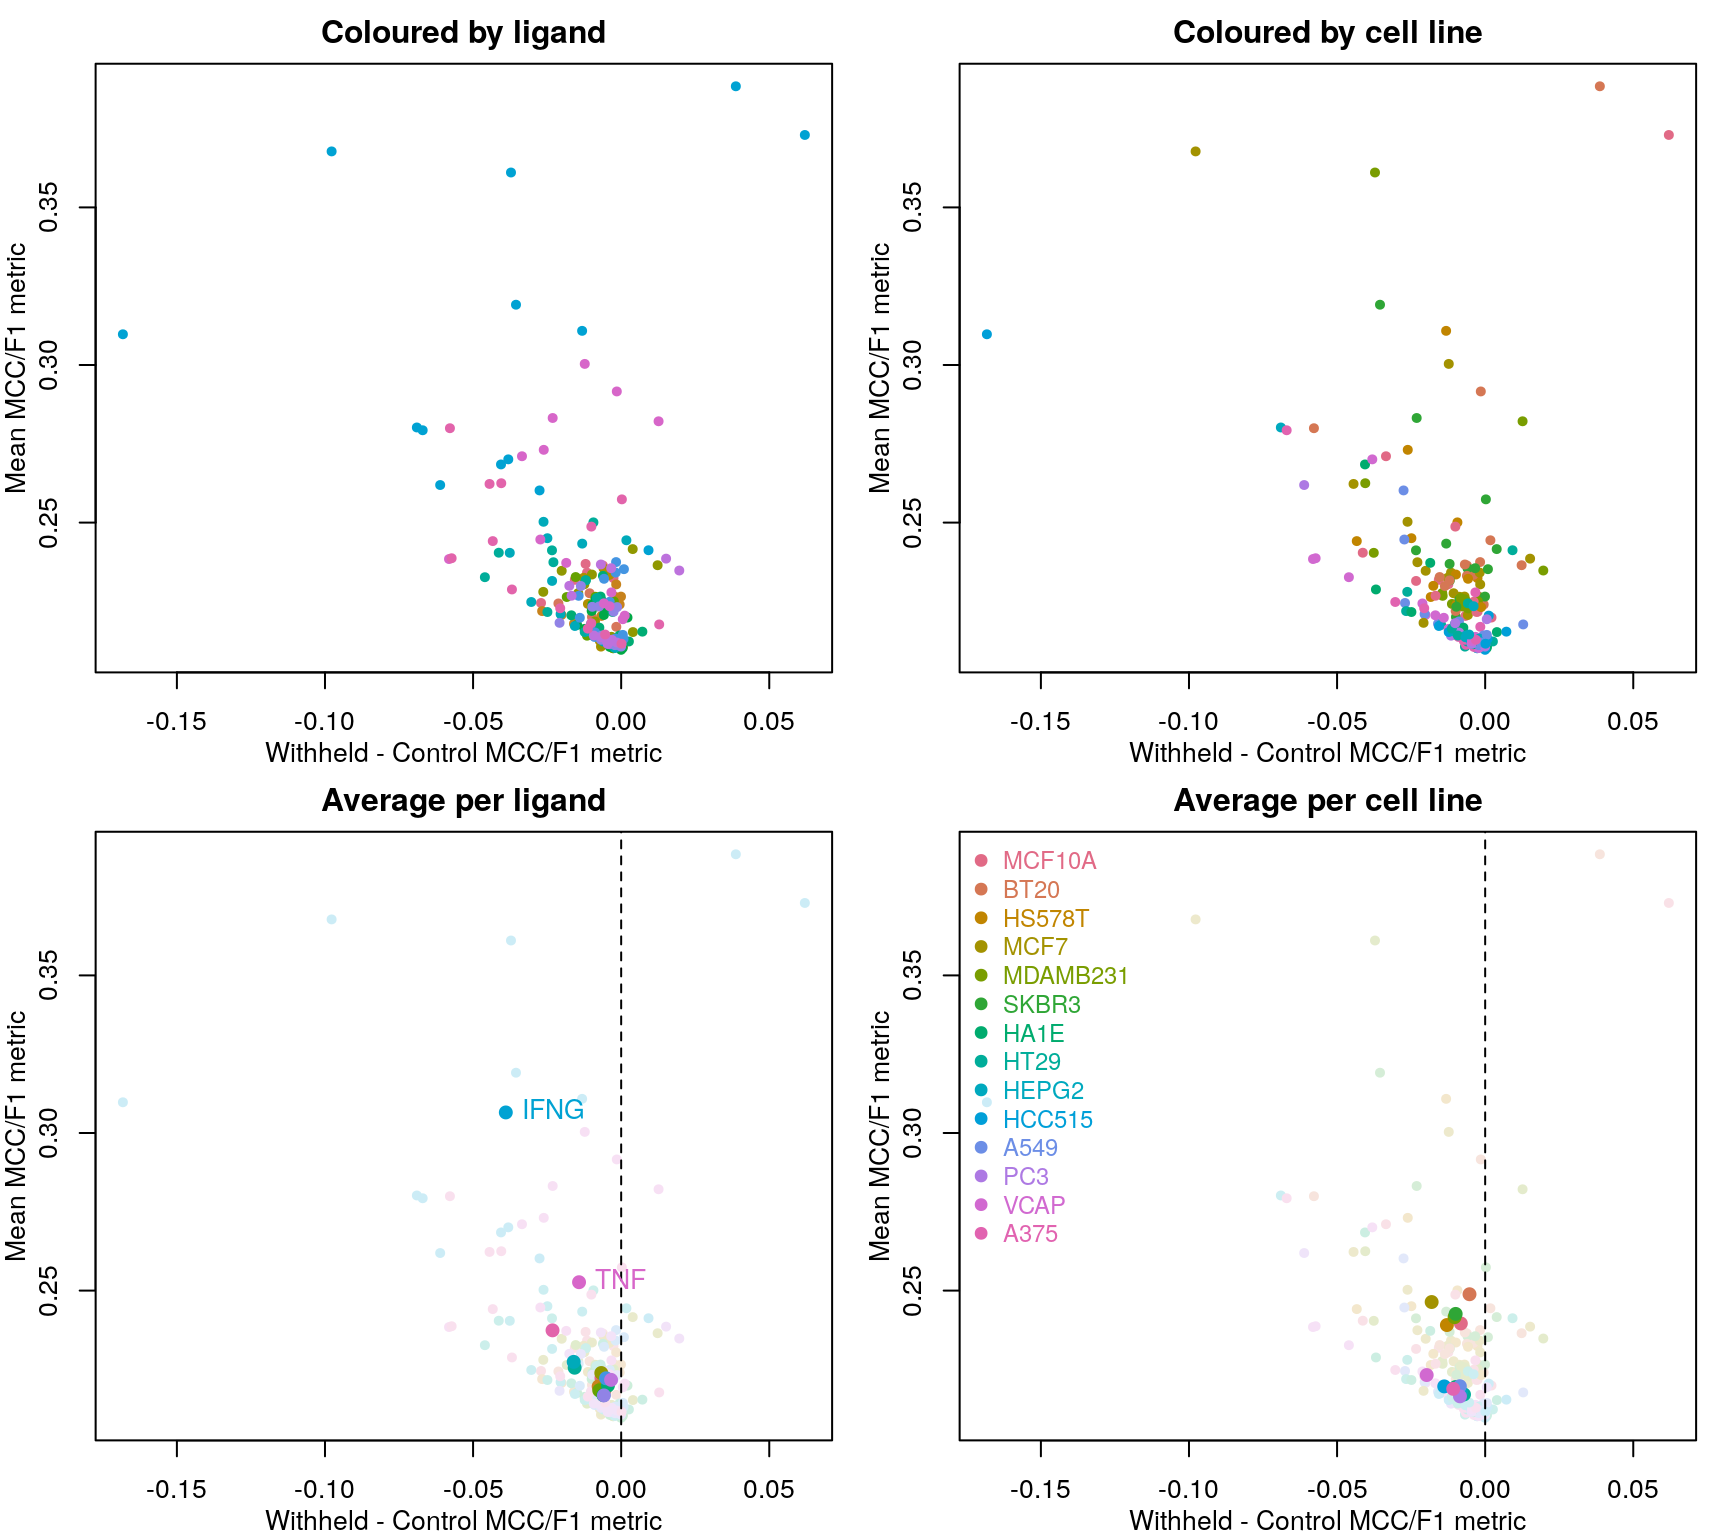 Coloured by ligand
Mean MCC/F1 metric
0.35
0.30
0.25
-0.15 -0.10 -0.05 0.00 0.05
Withheld - Control MCC/F1 metric
Coloured by cell line
Mean MCC/F1 metric
0.35
0.30
0.25
-0.15 -0.10 -0.05 0.00 0.05
Withheld - Control MCC/F1 metric
Average per ligand
Mean MCC/F1 metric
0.35
0.30
0.25
IFNG
TNF
-0.15 -0.10 -0.05 0.00 0.05
Withheld - Control MCC/F1 metric
Average per cell line
Mean MCC/F1 metric
0.35
0.30
0.25
MCF10A
BT20
HS578T
MCF7
MDAMB231
SKBR3
HA1E
HT29
HEPG2
HCC515
A549
PC3
VCAP
A375
-0.15 -0.10 -0.05 0.00 0.05
Withheld - Control MCC/F1 metric